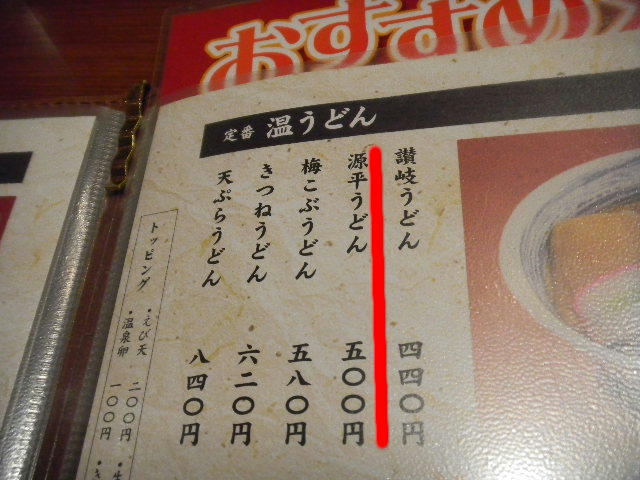 おすすめ
定番 温うどん
讃岐うどん 四四〇円
源平うどん 五〇〇円
梅こぶうどん 五八〇円
きつねうどん 六二〇円
天ぷらうどん 八四〇円
トッピング
・えび天 二〇〇円
・温泉卵 一〇〇円